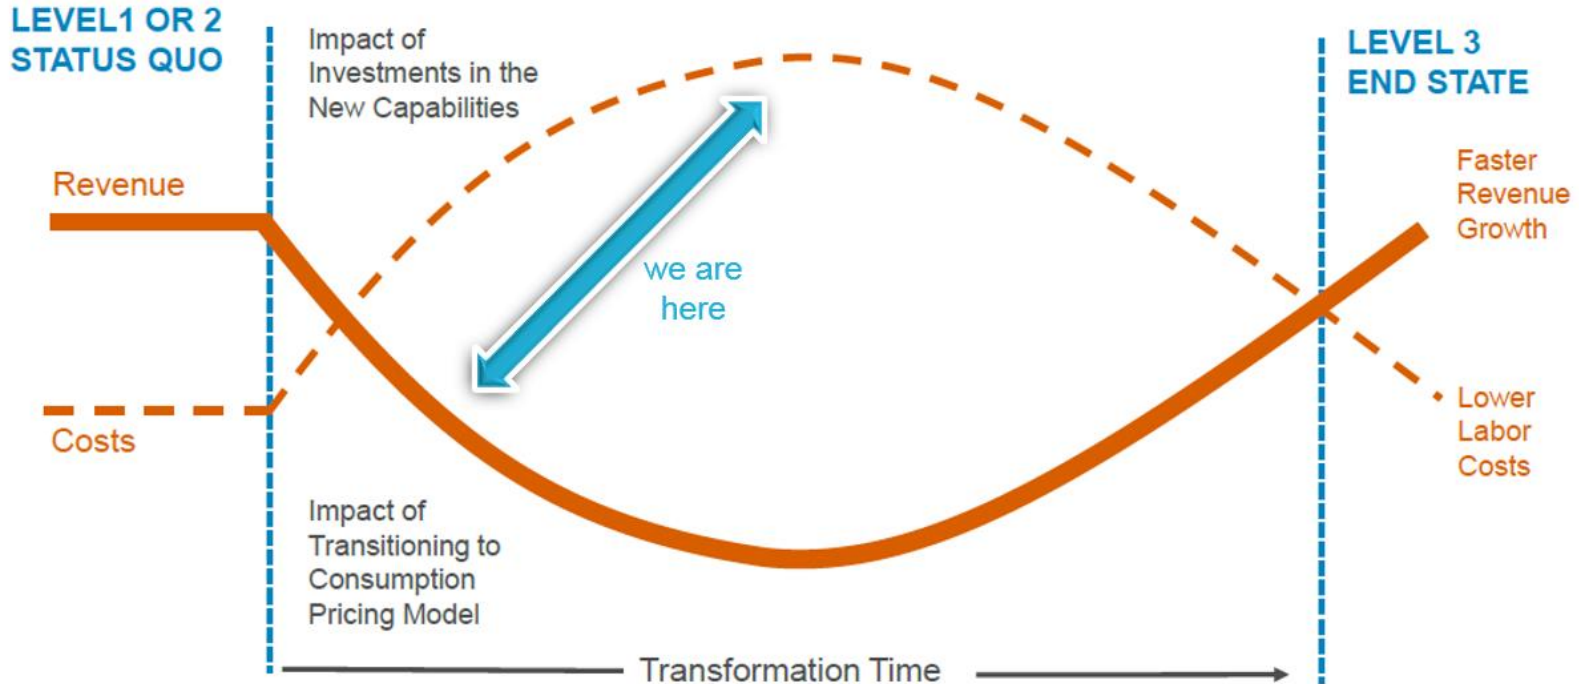 LEVEL1 OR 2
STATUS QUO
Impact of
Investments in the
New Capabilities
LEVEL 3
END STATE
Revenue
Faster
Revenue
Growth
we are
here
Costs
Lower
Labor
Costs
Impact of
Transitioning to
Consumption
Pricing Model
Transformation Time